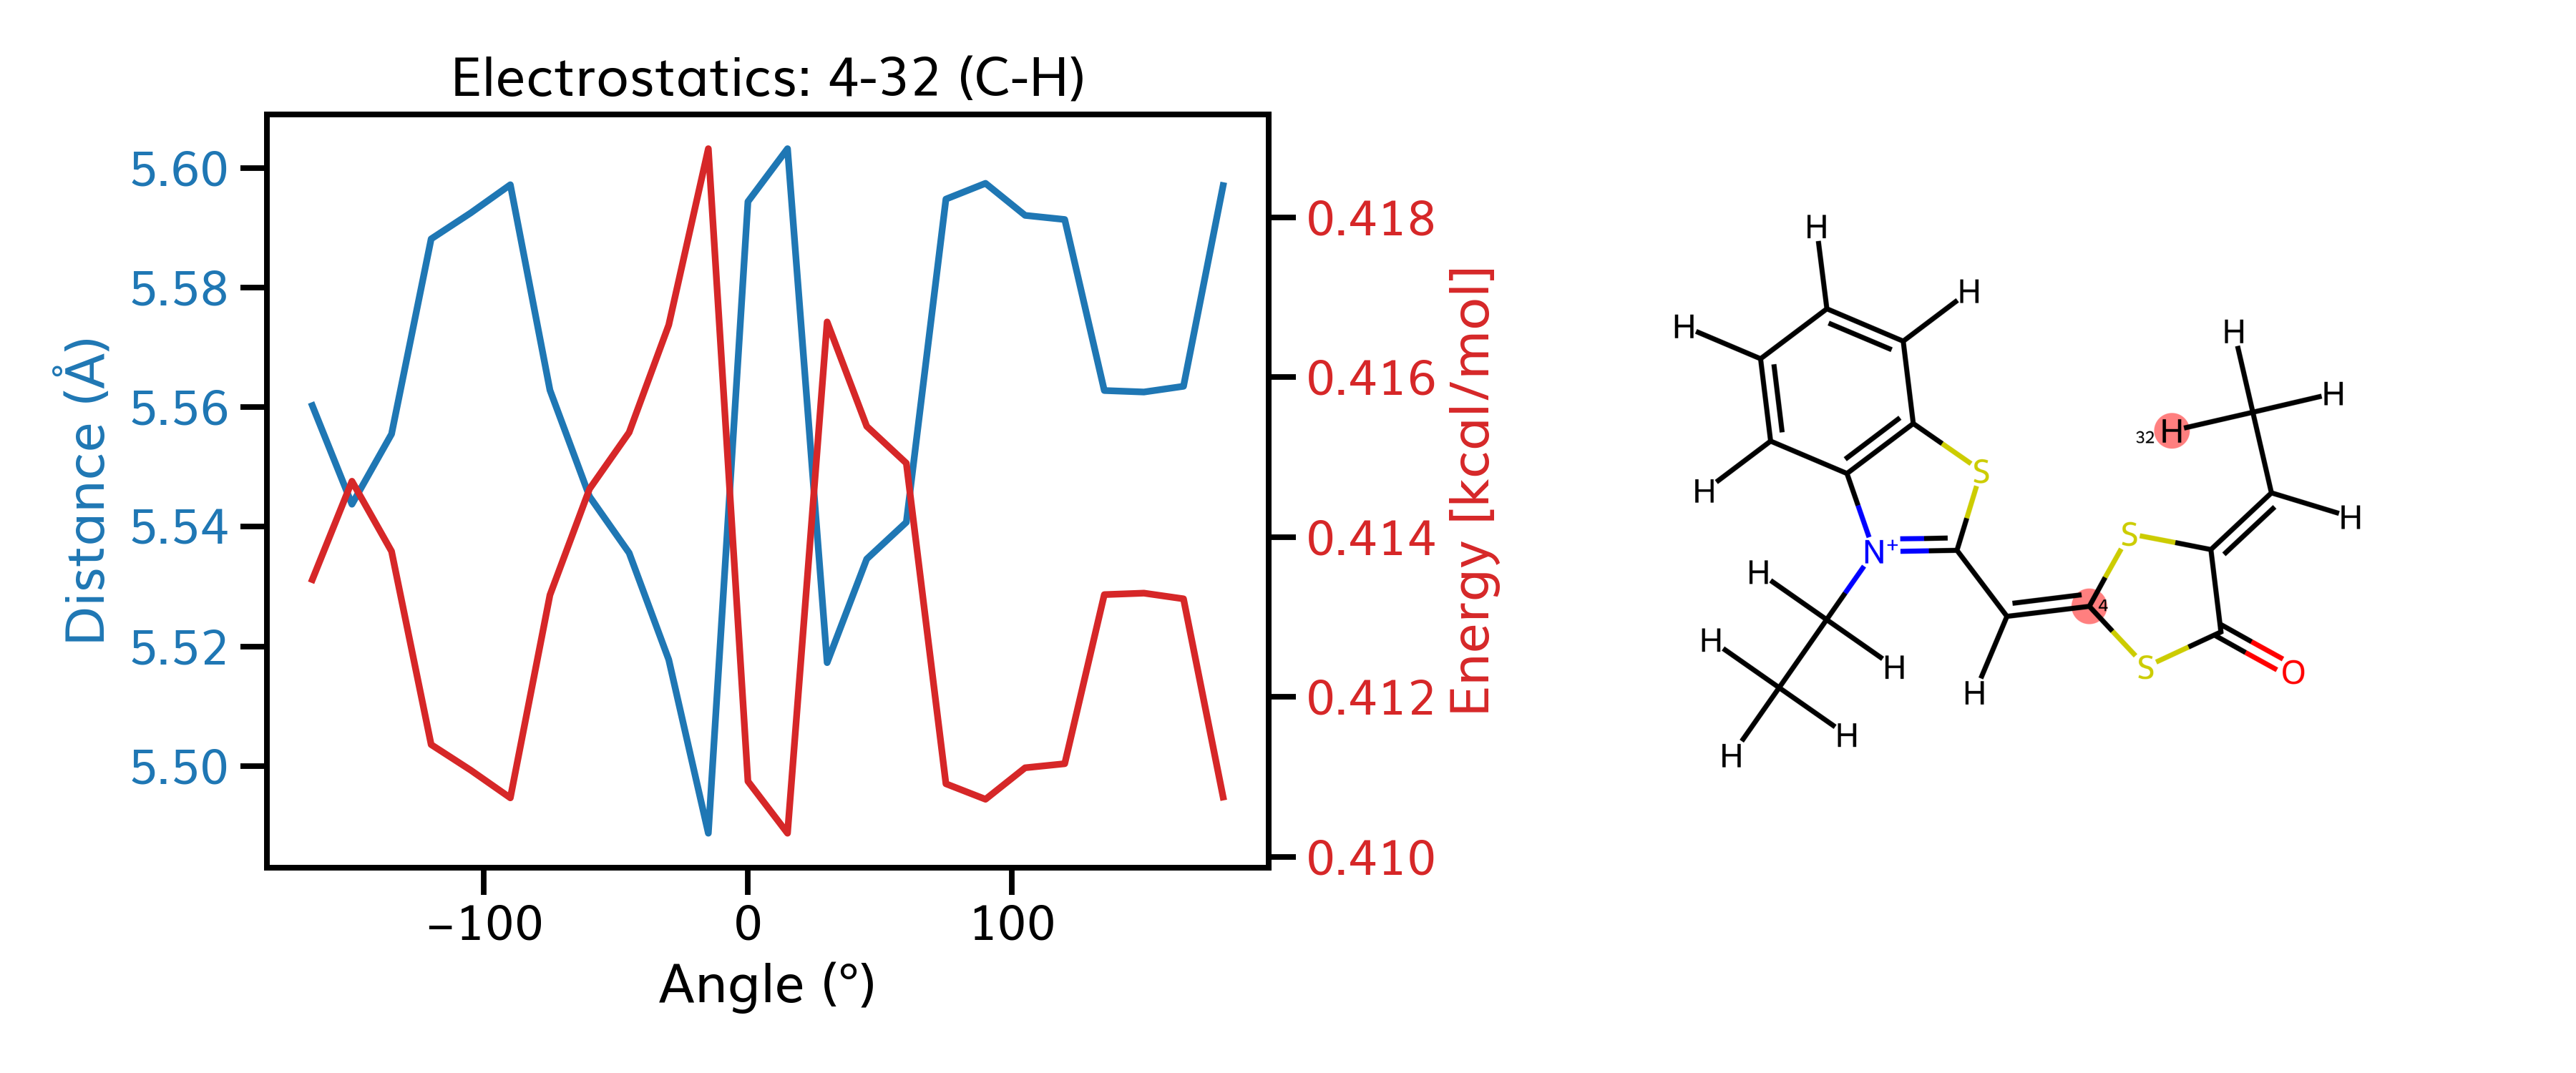 Electrostatics: 4-32 (C-H)
Distance (Å)
5.60
5.58
5.56
5.54
5.52
5.50
0.418
0.416
0.414
0.412
0.410
Energy [kcal/mol]
−100
0
100
Angle (°)
H
H
H
H
H
H
32 H
S
H
S
N+
H
4
H
H
S
O
H
H
H